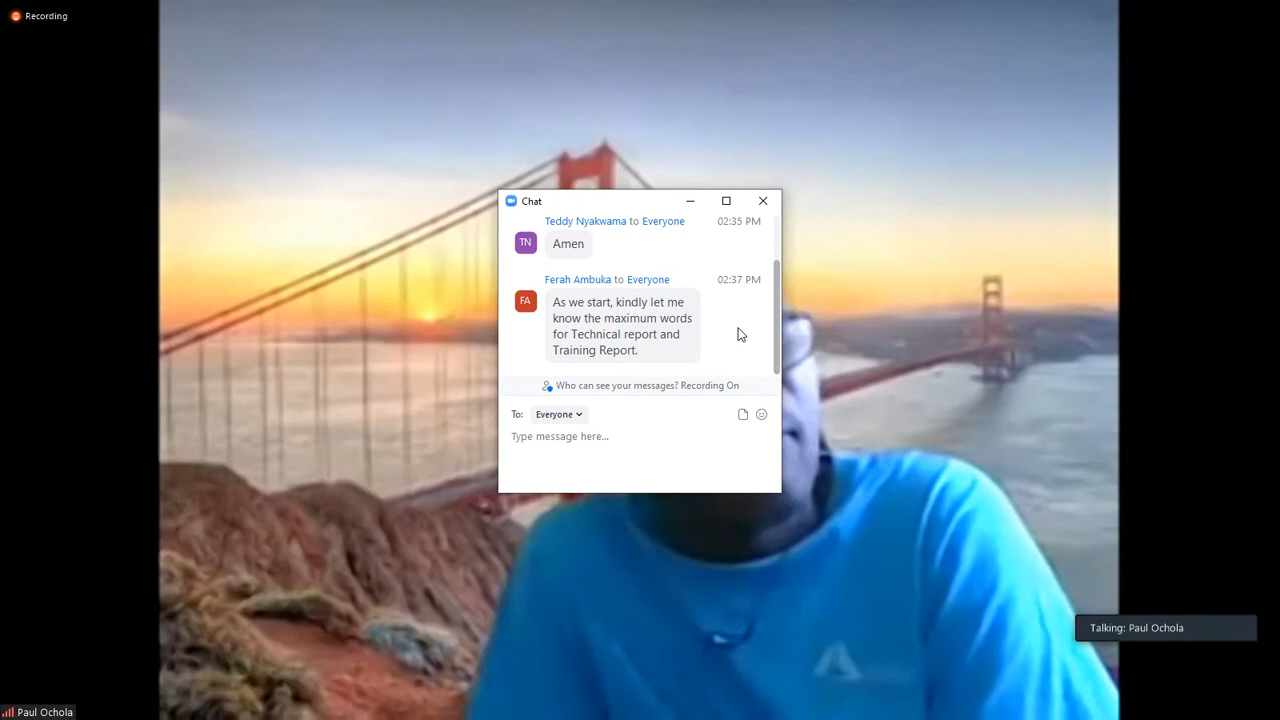 Recording
Chat
Teddy Nyakwama to Everyone 02:35 PM
TN
Amen
Ferah Ambuka to Everyone 02:37 PM
FA
As we start, kindly let me
know the maximum words
for Technical report and
Training Report.
Who can see your messages? Recording On
To: Everyone
Type message here...
Talking: Paul Ochola
Paul Ochola